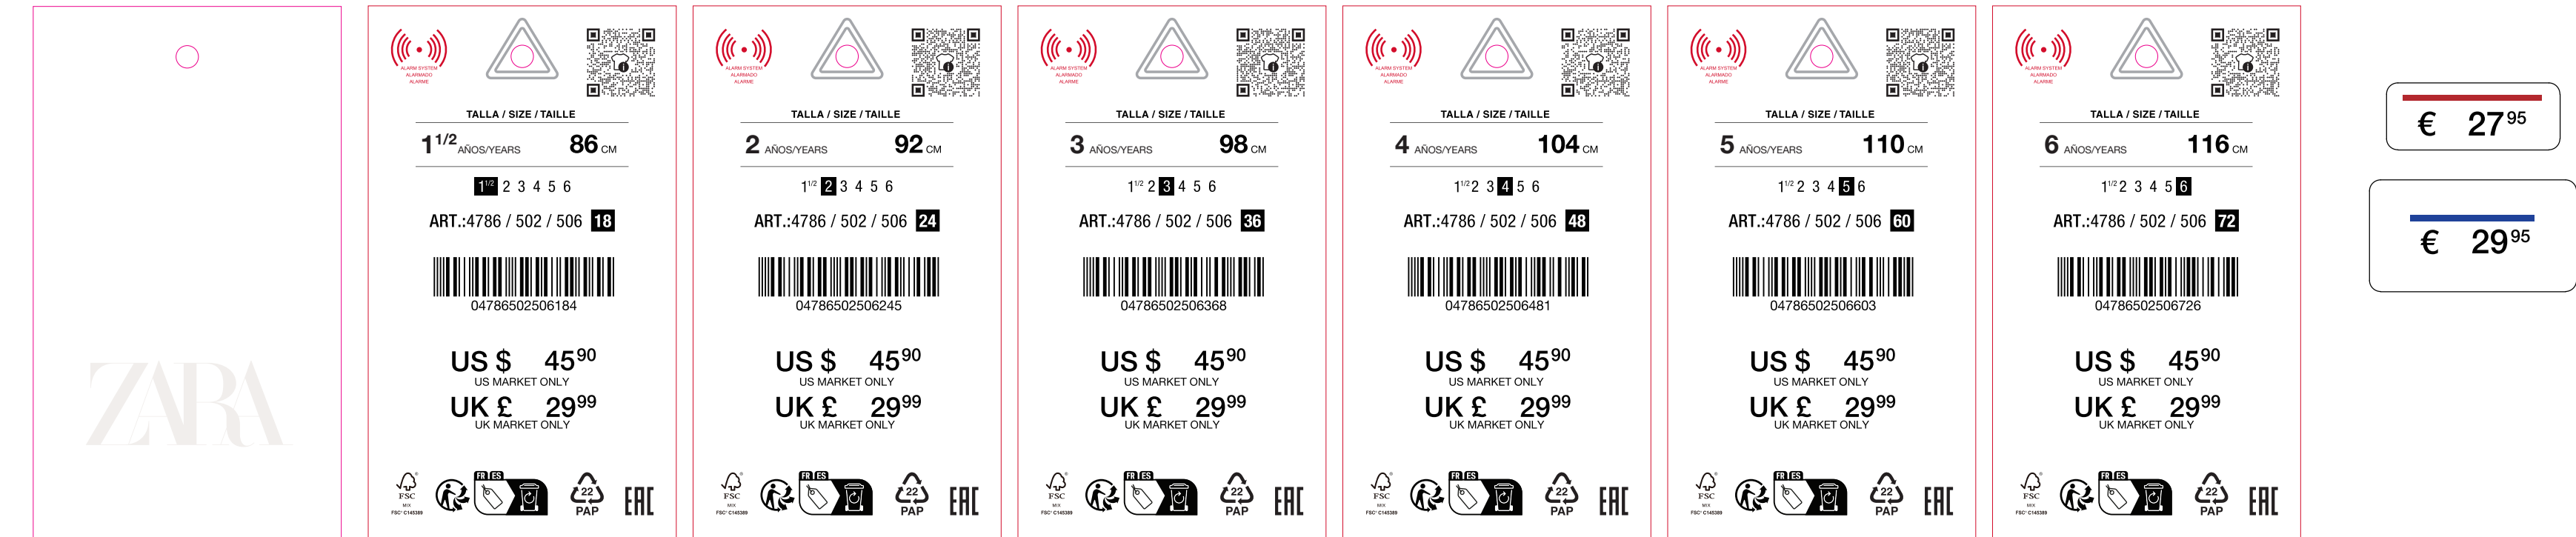 ZARA
ALARM SYSTEM
ALARMADO
ALARME
TALLA / SIZE / TAILLE
1 1/2 AÑOS/YEARS 86 CM
1 1/2 2 3 4 5 6
ART.:4786 / 502 / 506 18
04786502506184
US $ 45 90
US MARKET ONLY
UK £ 29 99
UK MARKET ONLY
FSC
MIX
FSC® C145389
FR ES
22
PAP
EAC
ALARM SYSTEM
ALARMADO
ALARME
TALLA / SIZE / TAILLE
2 AÑOS/YEARS 92 CM
1 1/2 2 3 4 5 6
ART.:4786 / 502 / 506 24
04786502506245
US $ 45 90
US MARKET ONLY
UK £ 29 99
UK MARKET ONLY
FSC
MIX
FSC® C145389
FR ES
22
PAP
EAC
ALARM SYSTEM
ALARMADO
ALARME
TALLA / SIZE / TAILLE
3 AÑOS/YEARS 98 CM
1 1/2 2 3 4 5 6
ART.:4786 / 502 / 506 36
04786502506368
US $ 45 90
US MARKET ONLY
UK £ 29 99
UK MARKET ONLY
FSC
MIX
FSC® C145389
FR ES
22
PAP
EAC
ALARM SYSTEM
ALARMADO
ALARME
TALLA / SIZE / TAILLE
4 AÑOS/YEARS 104 CM
1 1/2 2 3 4 5 6
ART.:4786 / 502 / 506 48
04786502506481
US $ 45 90
US MARKET ONLY
UK £ 29 99
UK MARKET ONLY
FSC
MIX
FSC® C145389
FR ES
22
PAP
EAC
ALARM SYSTEM
ALARMADO
ALARME
TALLA / SIZE / TAILLE
5 AÑOS/YEARS 110 CM
1 1/2 2 3 4 5 6
ART.:4786 / 502 / 506 60
04786502506603
US $ 45 90
US MARKET ONLY
UK £ 29 99
UK MARKET ONLY
FSC
MIX
FSC® C145389
FR ES
22
PAP
EAC
ALARM SYSTEM
ALARMADO
ALARME
TALLA / SIZE / TAILLE
6 AÑOS/YEARS 116 CM
1 1/2 2 3 4 5 6
ART.:4786 / 502 / 506 72
04786502506726
US $ 45 90
US MARKET ONLY
UK £ 29 99
UK MARKET ONLY
FSC
MIX
FSC® C145389
FR ES
22
PAP
EAC
€ 27 95
€ 29 95